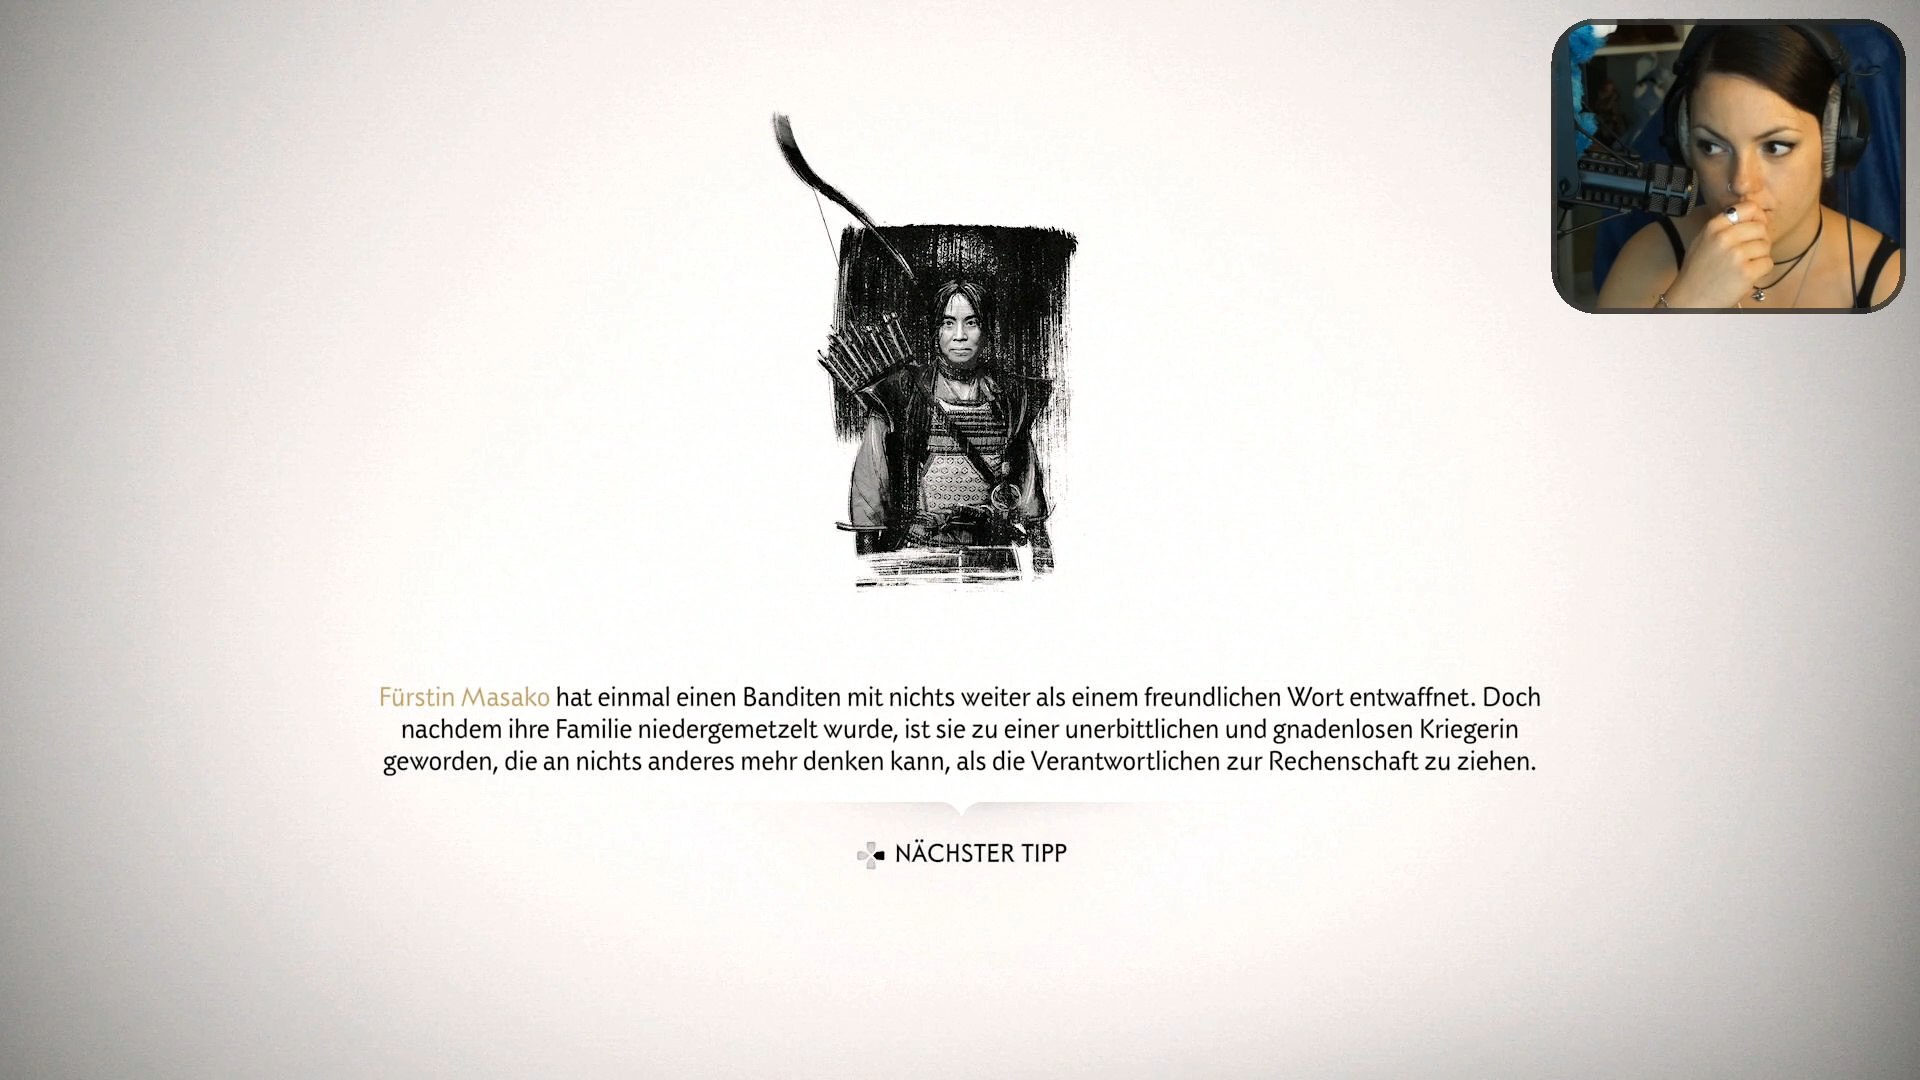 Fürstin Masako hat einmal einen Banditen mit nichts weiter als einem freundlichen Wort entwaffnet. Doch
nachdem ihre Familie niedergemetzelt wurde, ist sie zu einer unerbittlichen und gnadenlosen Kriegerin
geworden, die an nichts anderes mehr denken kann, als die Verantwortlichen zur Rechenschaft zu ziehen.
NÄCHSTER TIPP